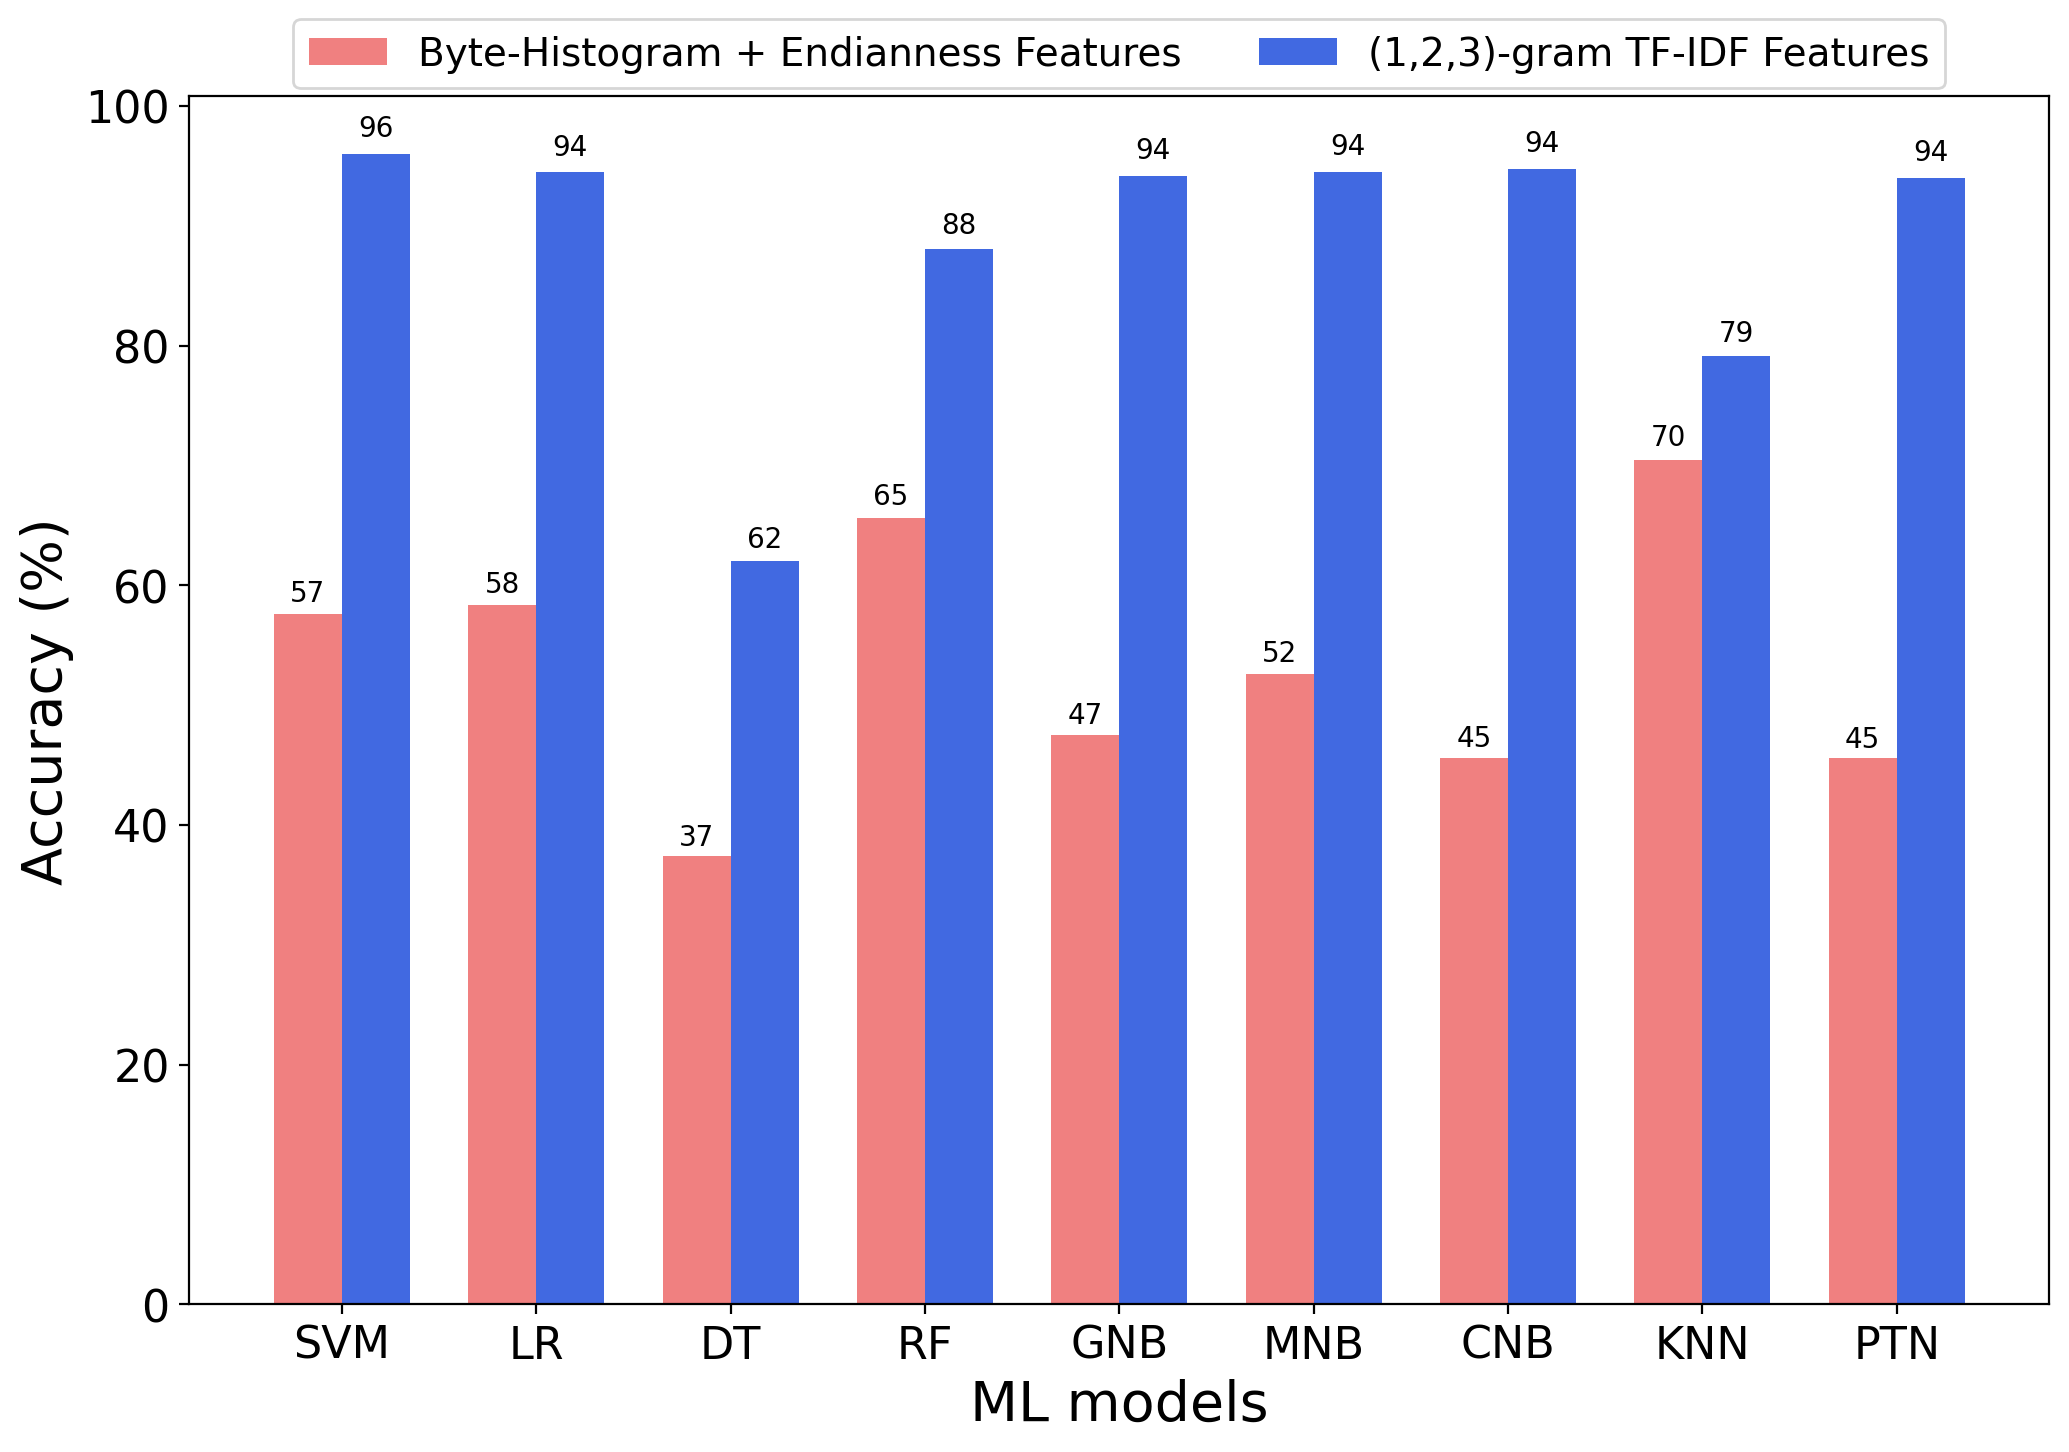 Byte-Histogram + Endianness Features
(1,2,3)-gram TF-IDF Features
Accuracy (%)
100
80
60
40
20
0
57
96
58
94
37
62
65
88
47
94
52
94
45
94
70
79
45
94
SVM
LR
DT
RF
GNB
MNB
CNB
KNN
PTN
ML models